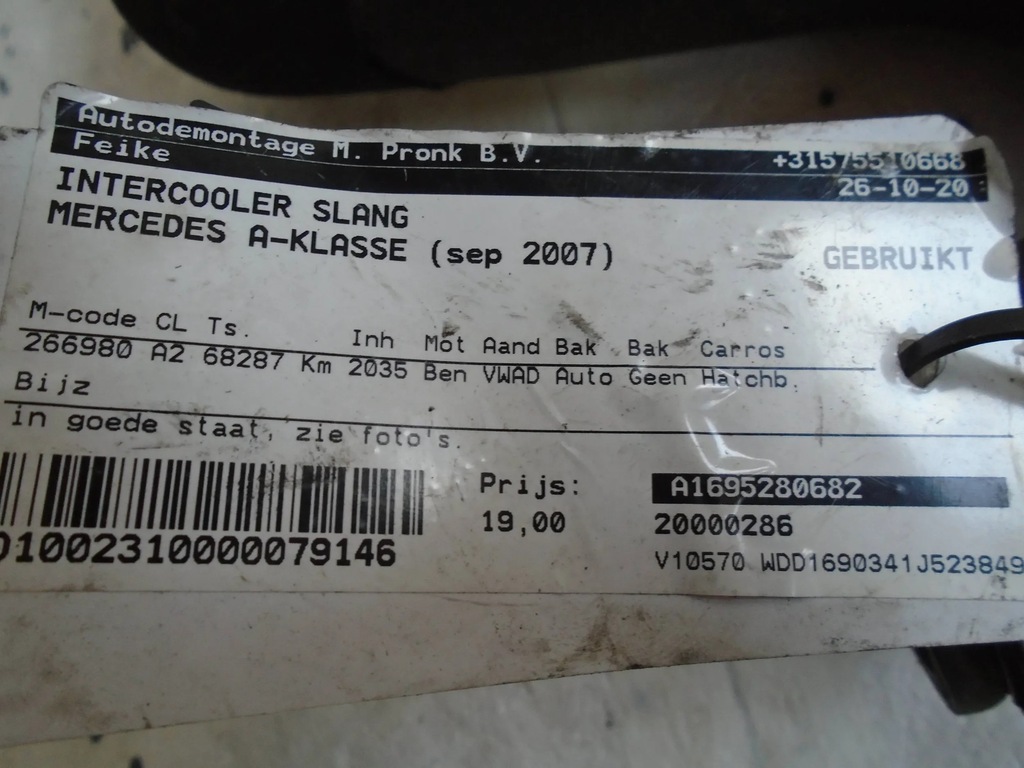 Autodemontage M. Pronk B.V. +31575510668
Feike 26-10-20
INTERCOOLER SLANG
MERCEDES A-KLASSE (sep 2007) GEBRUIKT
M-code CL Ts. Inh Mot Aand Bak Bak Carros
266980 A2 68287 Km 2035 Ben VWAD Auto Geen Hatchb.
Bijz
in goede staat, zie foto's.
Prijs: A1695280682
19,00 20000286
01002310000079146 V10570 WDD1690341J523849